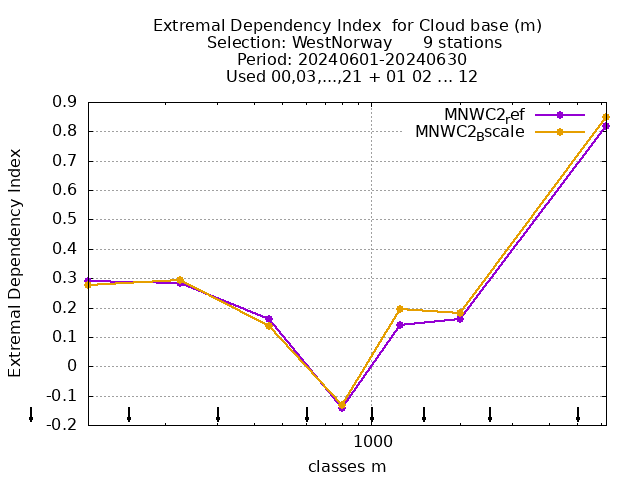 Extremal Dependency Index  for Cloud base (m)
Selection: WestNorway      9 stations
Period: 20240601-20240630
Used 00,03,...,21 + 01 02 ... 12
MNWC2ref
MNWC2Bscale
Extremal Dependency Index
0.9
0.8
0.7
0.6
0.5
0.4
0.3
0.2
0.1
0
-0.1
-0.2
1000
classes m